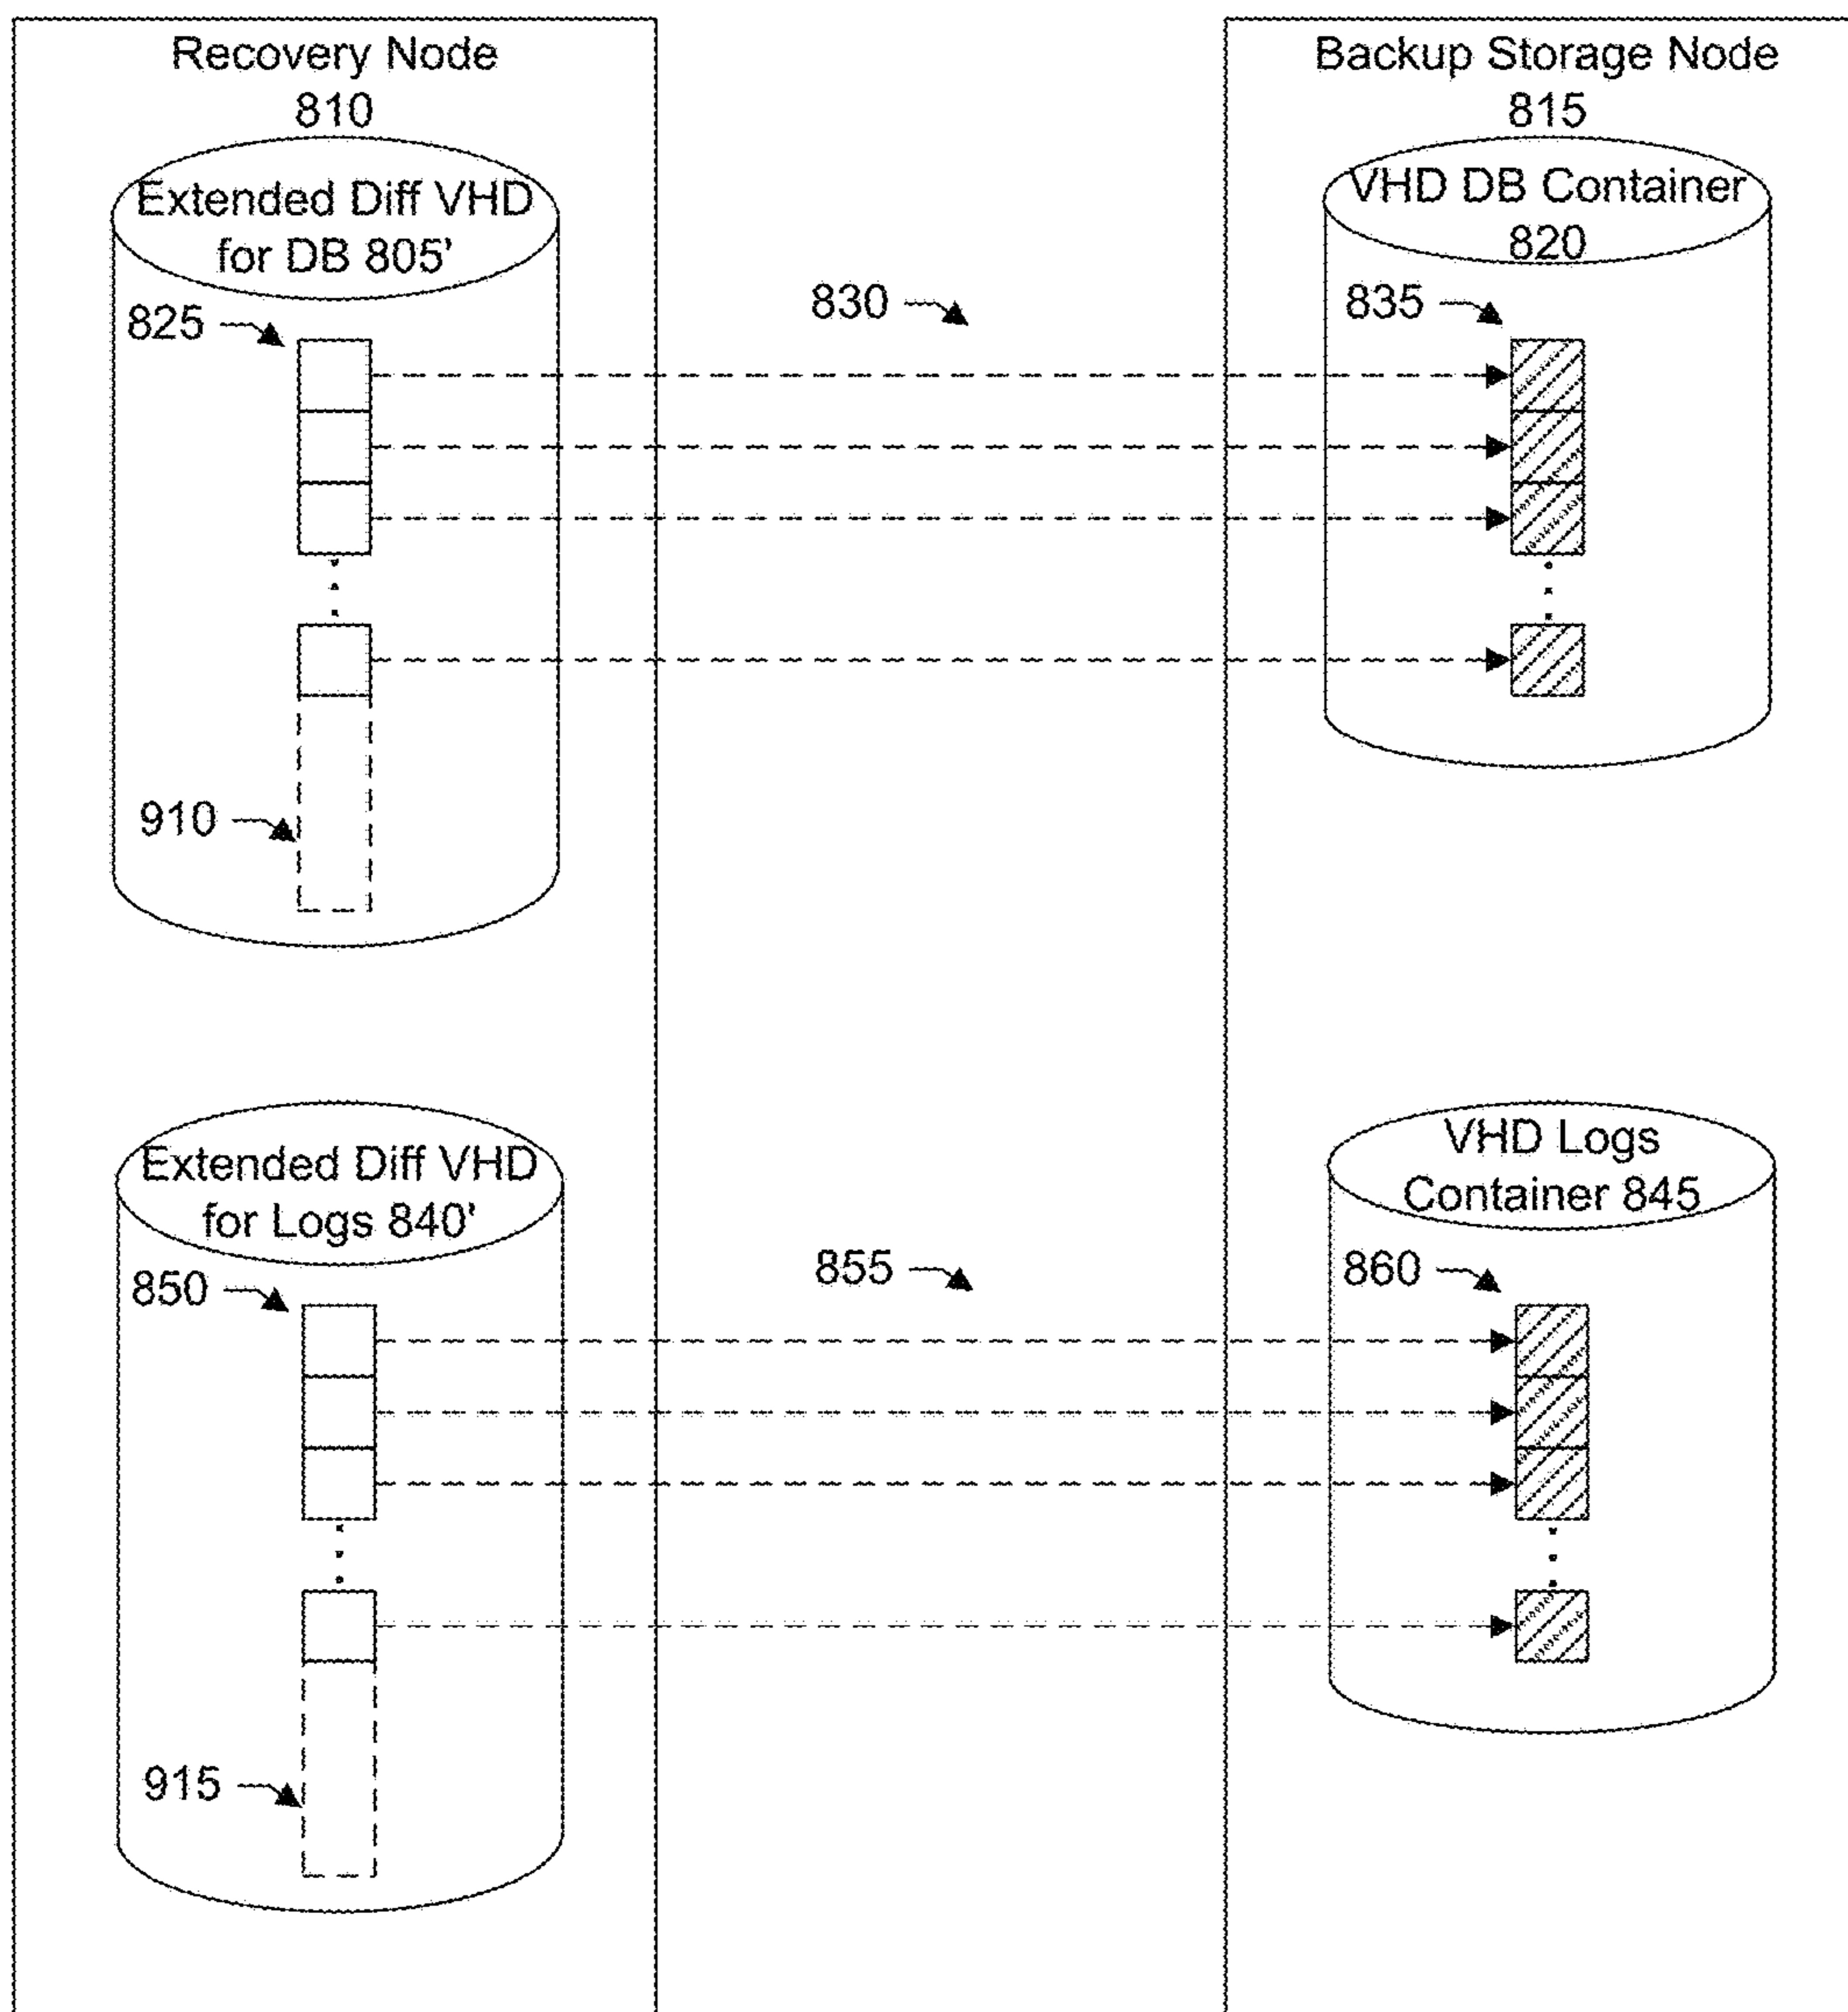 Recovery Node
810
Extended Diff VHD
for DB 805'
825
910
830
Backup Storage Node
815
VHD DB Container
820
835
Extended Diff VHD
for Logs 840'
850
915
855
VHD Logs
Container 845
860